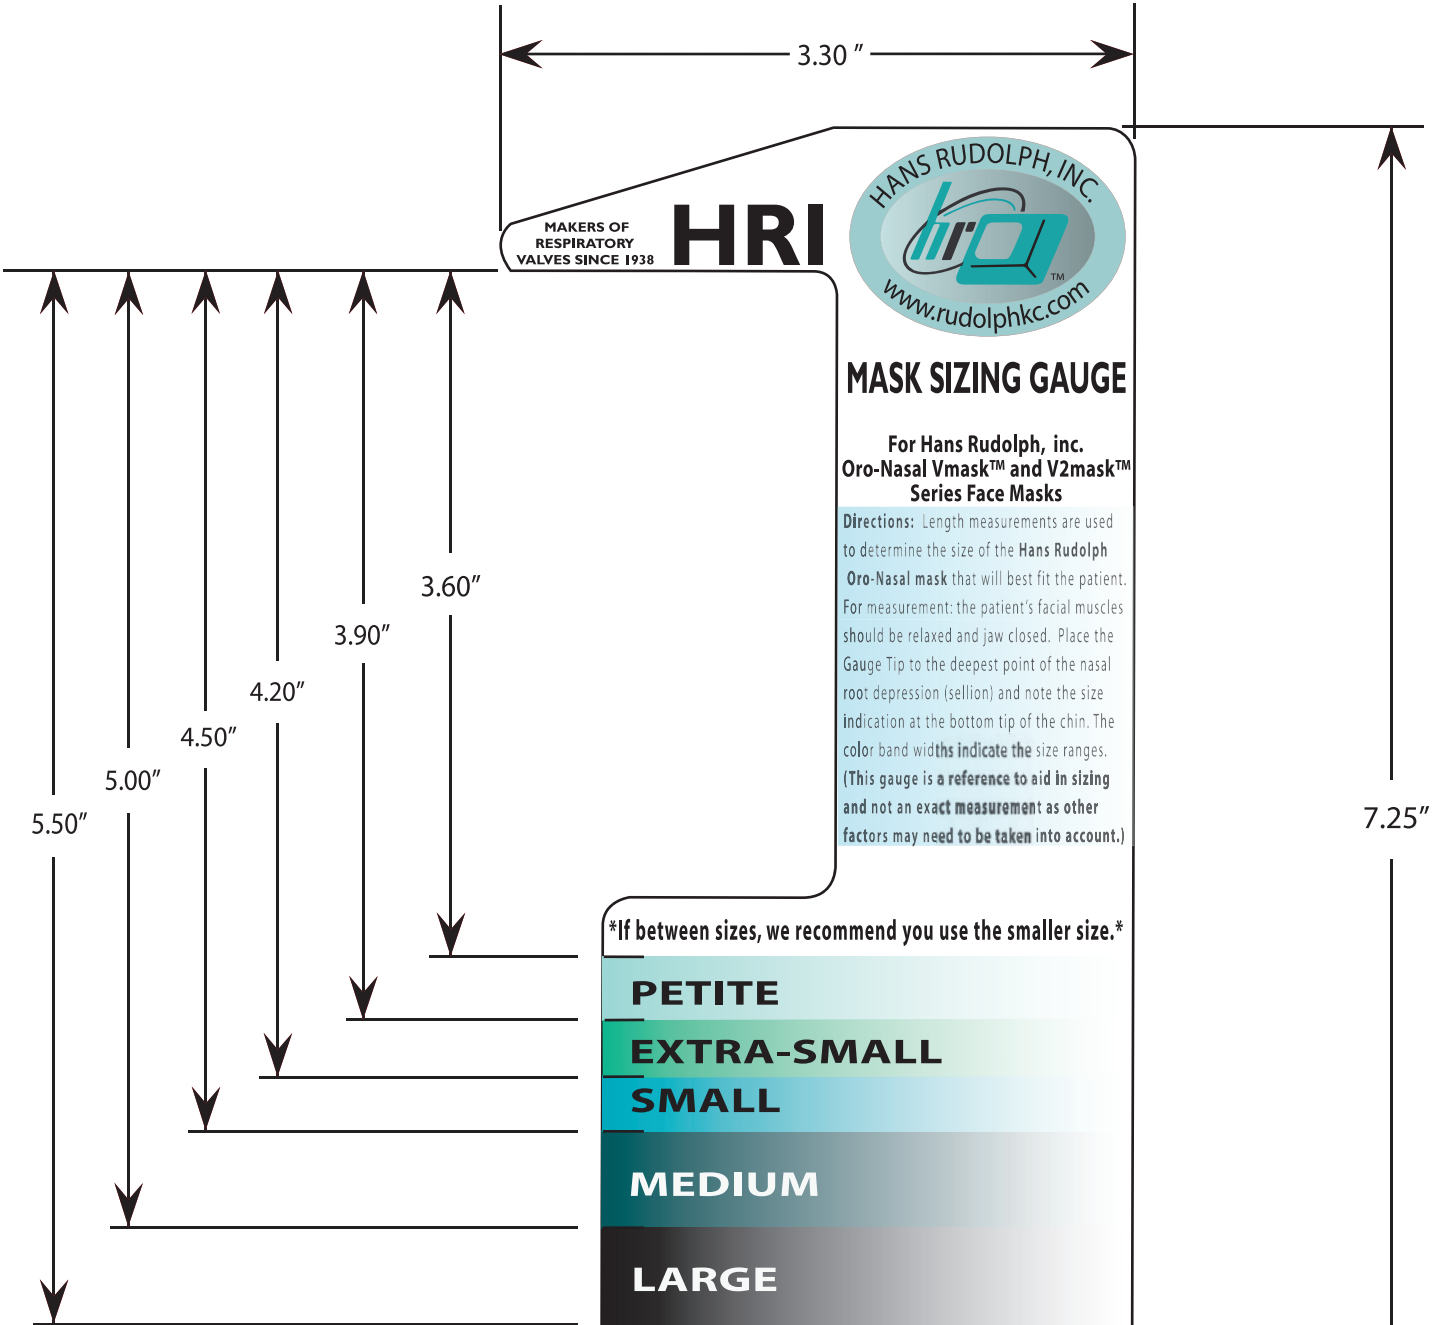 3.30 ″
HANS RUDOLPH, INC.
hr
TM
www.rudolphkc.com
MAKERS OF
RESPIRATORY
VALVES SINCE 1938
HRI
MASK SIZING GAUGE
For Hans Rudolph, inc.
Oro-Nasal Vmask™ and V2mask™
Series Face Masks
Directions: Length measurements are used
to determine the size of the Hans Rudolph
Oro-Nasal mask that will best fit the patient.
For measurement: the patient’s facial muscles
should be relaxed and jaw closed. Place the
Gauge Tip to the deepest point of the nasal
root depression (sellion) and note the size
indication at the bottom tip of the chin. The
color band widths indicate the size ranges.
(This gauge is a reference to aid in sizing
and not an exact measurement as other
factors may need to be taken into account.)
3.60″
3.90″
4.20″
4.50″
5.00″
5.50″
7.25″
*If between sizes, we recommend you use the smaller size.*
PETITE
EXTRA-SMALL
SMALL
MEDIUM
LARGE